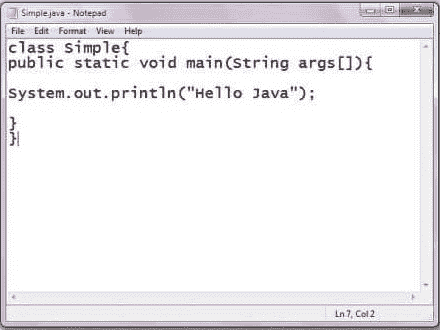 Simple.java - Notepad
File Edit Format View Help
class Simple{
public static void main(String args[]){
System.out.println("Hello Java");
}
}
Ln 7, Col 2